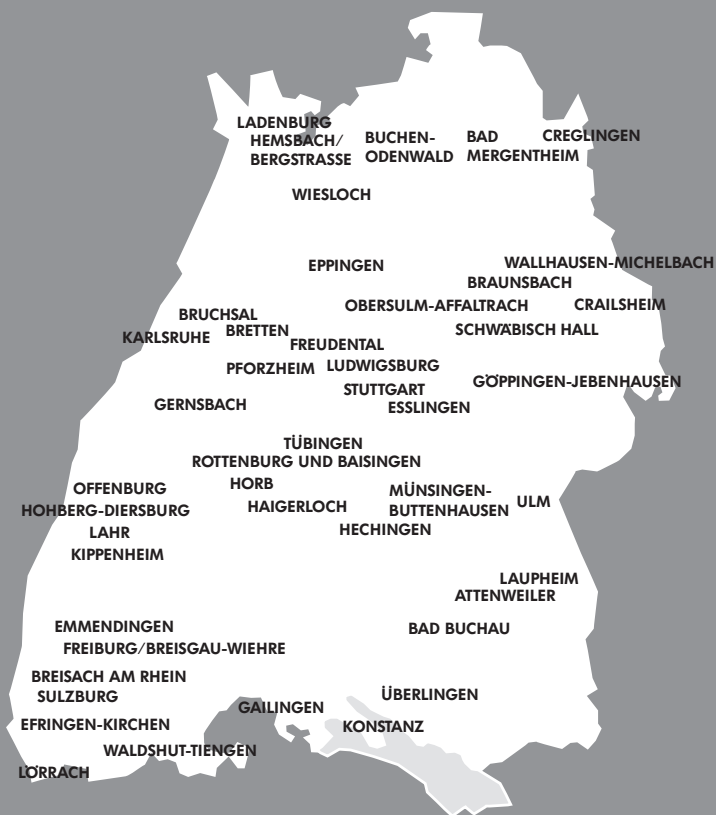 LADENBURG
HEMSBACH/
BERGSTRASSE
BUCHEN-
ODENWALD
BAD
MERGENTHEIM
CREGLINGEN
WIESLOCH
EPPINGEN
WALLHAUSEN-MICHELBACH
BRAUNSBACH
OBERSULM-AFFALTRACH
CRAILSHEIM
BRUCHSAL
KARLSRUHE
BRETTEN
SCHWÄBISCH HALL
FREUDENTAL
PFORZHEIM
LUDWIGSBURG
GÖPPINGEN-JEBENHAUSEN
STUTTGART
GERNSBACH
ESSLINGEN
TÜBINGEN
ROTTENBURG UND BAISINGEN
OFFENBURG
HORB
MÜNSINGEN-
BUTTENHAUSEN
ULM
HOHBERG-DIERSBURG
HAIGERLOCH
LAHR
HECHINGEN
KIPPENHEIM
LAUPHEIM
ATTENWEILER
EMMENDINGEN
BAD BUCHAU
FREIBURG/BREISGAU-WIEHRE
BREISACH AM RHEIN
SULZBURG
ÜBERLINGEN
GAILINGEN
EFRINGEN-KIRCHEN
KONSTANZ
WALDSHUT-TIENGEN
LÖRRACH